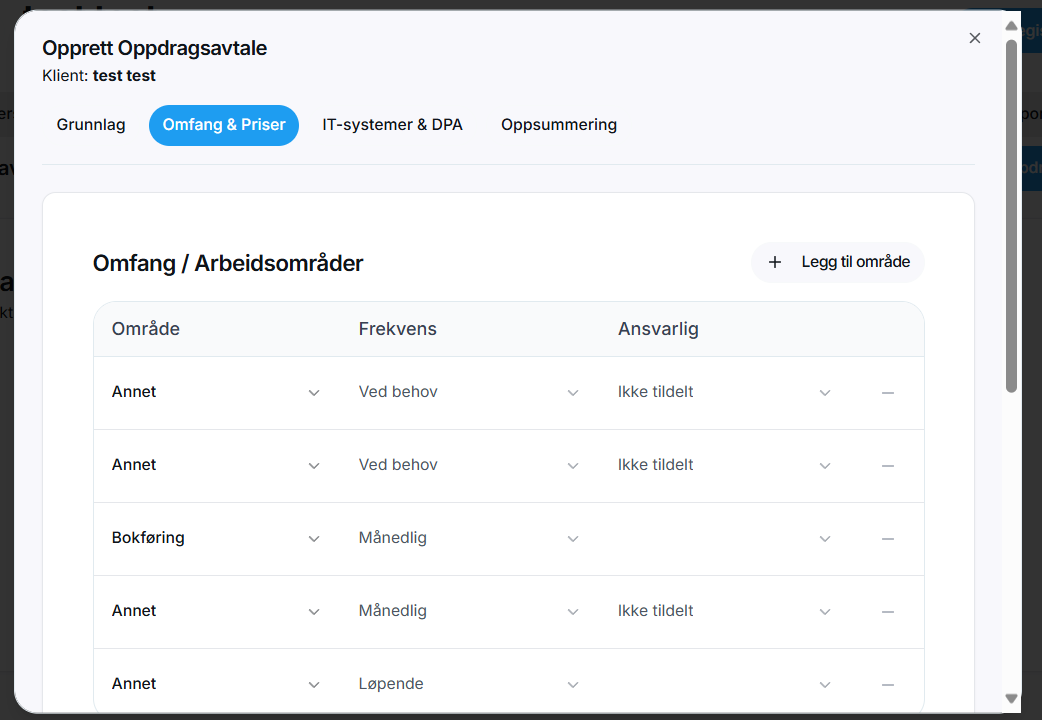 Opprett Oppdragsavtale
Klient: test test
Grunnlag Omfang & Priser IT-systemer & DPA Oppsummering
Omfang / Arbeidsområder + Legg til område
Område Frekvens Ansvarlig
Annet Ved behov Ikke tildelt
Annet Ved behov Ikke tildelt
Bokføring Månedlig
Annet Månedlig Ikke tildelt
Annet Løpende